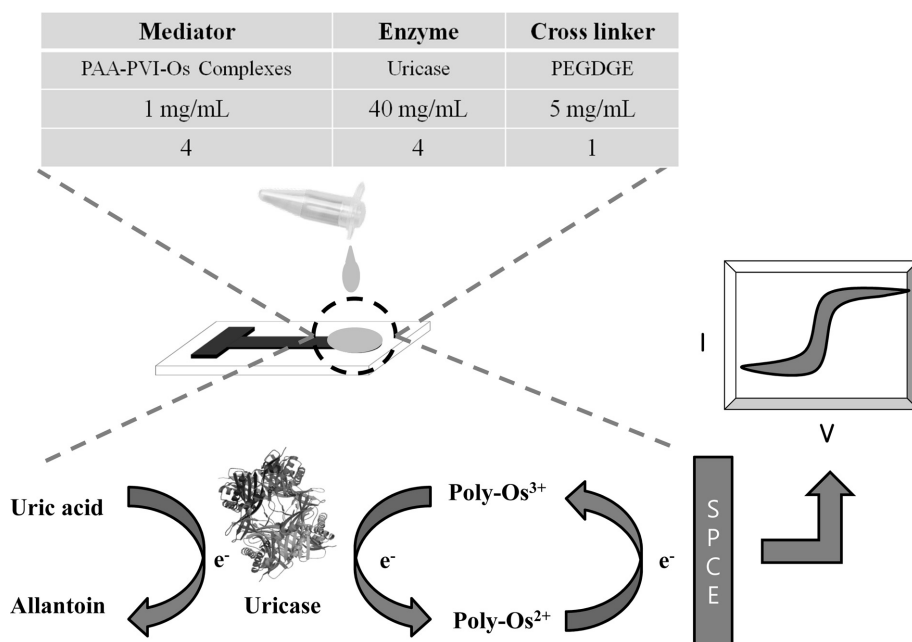 Mediator Enzyme Cross linker
PAA-PVI-Os Complexes Uricase PEGDGE
1 mg/mL 40 mg/mL 5 mg/mL
4 4 1
I
V
Uric acid
Poly-Os³⁺
e⁻ e⁻ e⁻
SPCE
Allantoin
Uricase
Poly-Os²⁺